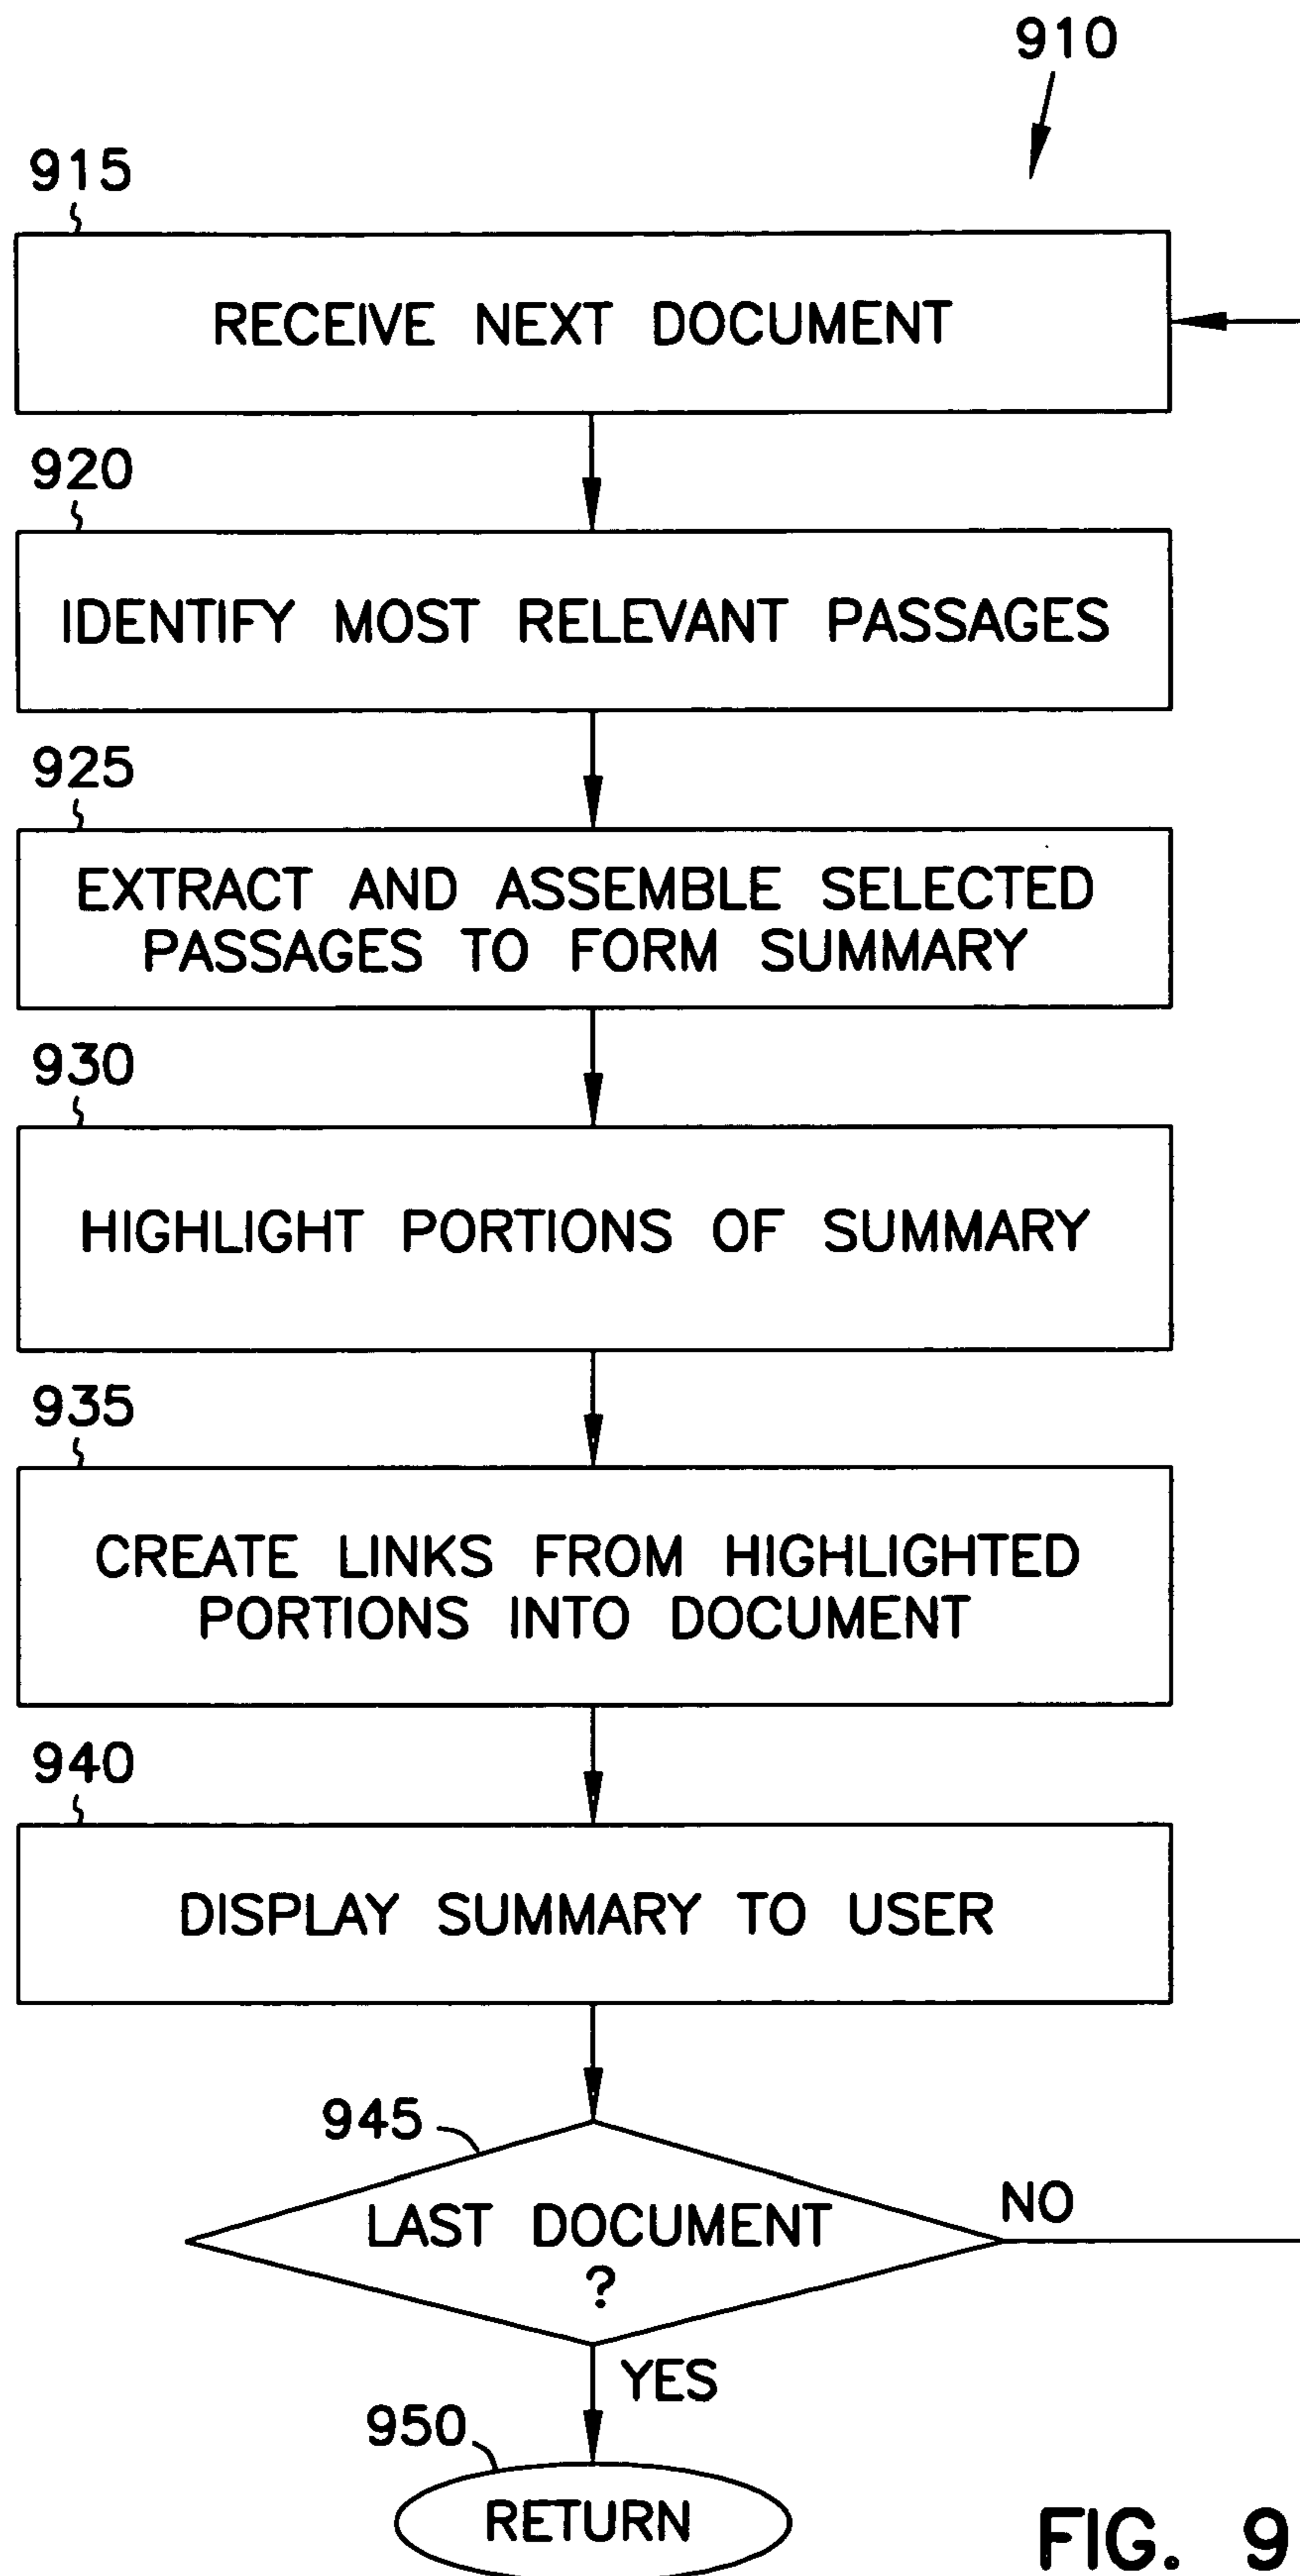 910
915
RECEIVE NEXT DOCUMENT
920
IDENTIFY MOST RELEVANT PASSAGES
925
EXTRACT AND ASSEMBLE SELECTED
PASSAGES TO FORM SUMMARY
930
HIGHLIGHT PORTIONS OF SUMMARY
935
CREATE LINKS FROM HIGHLIGHTED
PORTIONS INTO DOCUMENT
940
DISPLAY SUMMARY TO USER
945
LAST DOCUMENT
?
NO
YES
950
RETURN
FIG. 9